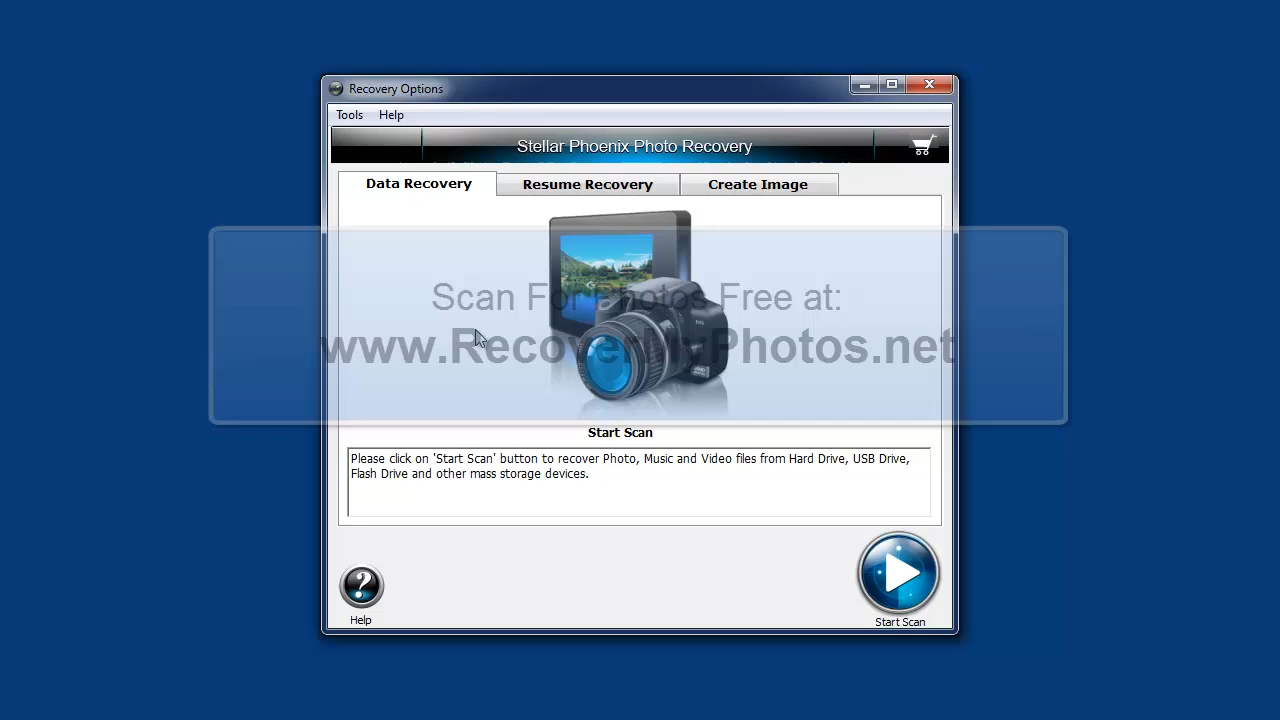 Recovery Options
Tools Help
Stellar Phoenix Photo Recovery
Data Recovery Resume Recovery Create Image
Scan For Photos Free at:
www.RecoverMyPhotos.net
Start Scan
Please click on 'Start Scan' button to recover Photo, Music and Video files from Hard Drive, USB Drive,
Flash Drive and other mass storage devices.
?
Help
Start Scan